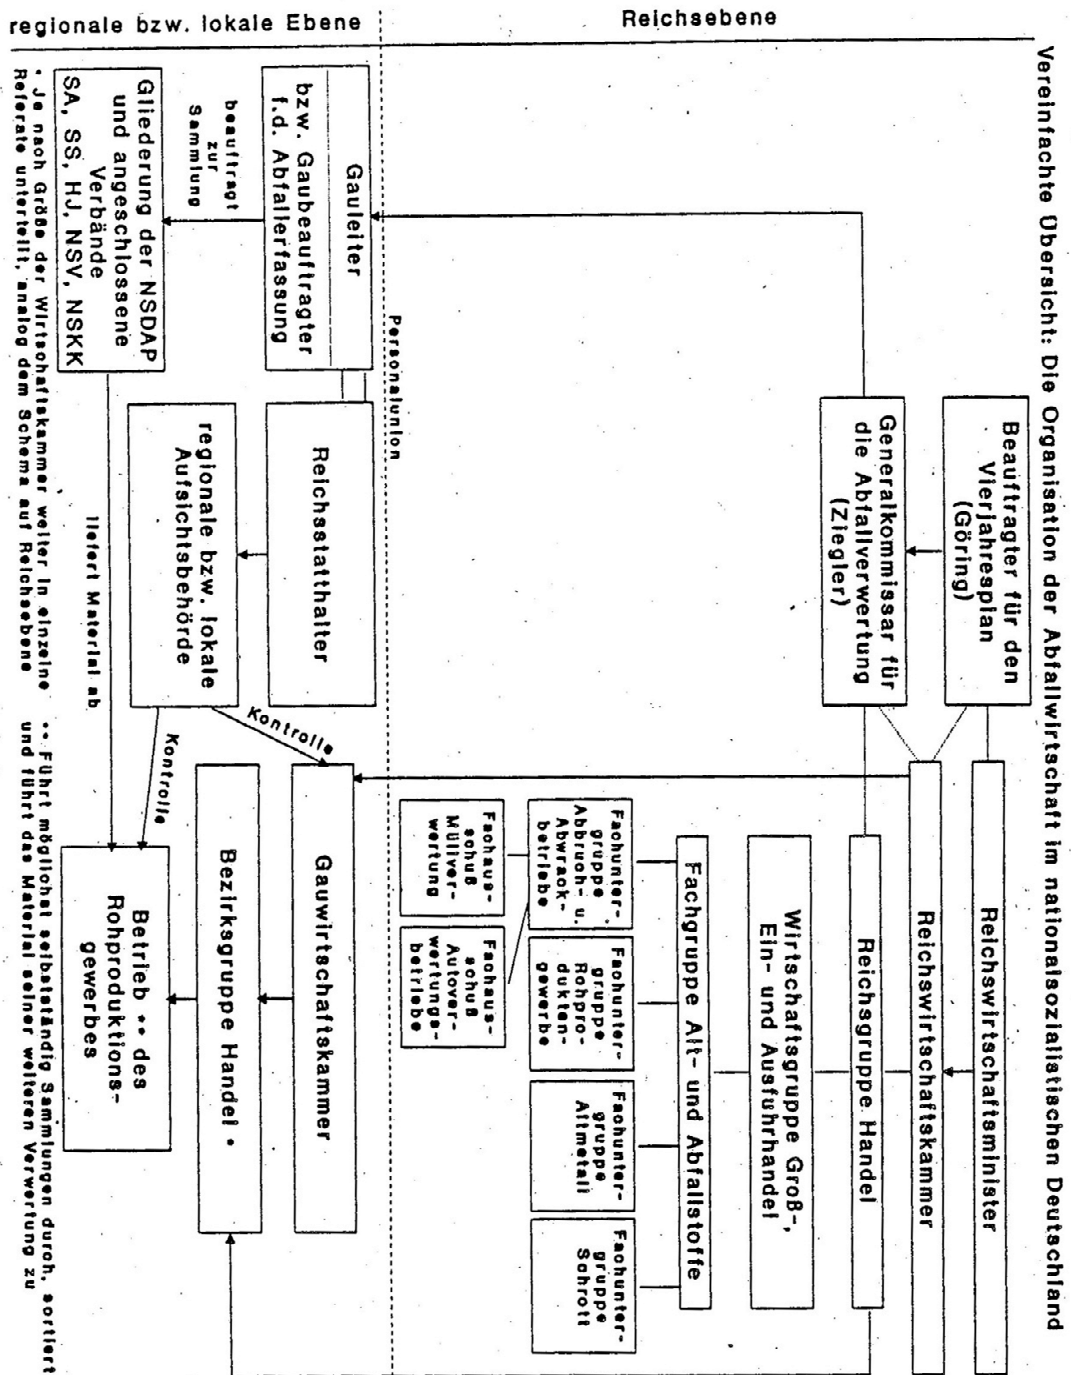 Vereinfachte Übersicht: Die Organisation der Abfallwirtschaft im nationalsozialistischen Deutschland
Reichsebene
Beauftragter für den
Vierjahresplan
(Göring)
Reichswirtschaftsminister
Generalkommissar für
die Abfallverwertung
(Ziegler)
Reichswirtschaftskammer
Reichsgruppe Handel
Wirtschaftsgruppe Groß-,
Ein- und Ausfuhrhandel
Fachgruppe Alt- und Abfallstoffe
Fachunter-
gruppe
Abbruch- u.
Abwrack-
betriebe
Fachunter-
gruppe
Rohpro-
dukten-
gewerbe
Fachunter-
gruppe
Altmetall
Fachunter-
gruppe
Schrott
Fachaus-
schuß
Müllver-
wertung
Fachaus-
schuß
Autover-
wertungs-
betriebe
regionale bzw. lokale Ebene
Personalunion
Gauleiter
bzw. Gaubeauftragter
f.d. Abfallerfassung
Reichsstatthalter
Kontrolle
Gauwirtschaftskammer
beauftragt
zur
Sammlung
regionale bzw. lokale
Aufsichtsbehörde
Kontrolle
Bezirksgruppe Handel *
Gliederung der NSDAP
und angeschlossene
Verbände
SA, SS, HJ, NSV, NSKK
liefert Material ab
Betrieb ** des
Rohproduktions-
gewerbes
* Je nach Größe der Wirtschaftskammer weiter in einzelne
Referate unterteilt, analog dem Schema auf Reichsebene
** Führt möglichst selbstständig Sammlungen durch, sortiert
und führt das Material seiner weiteren Verwertung zu